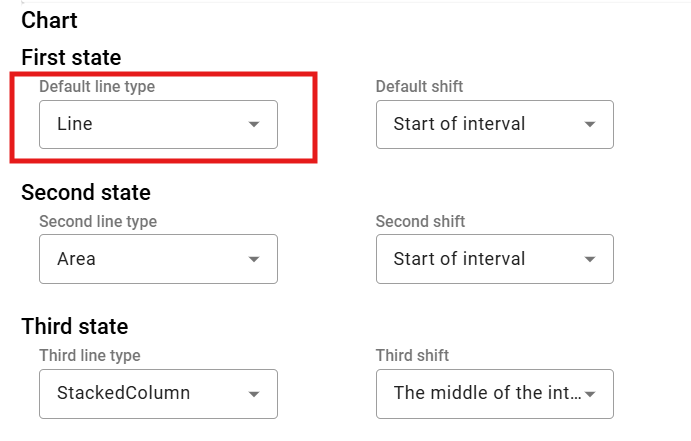 Chart
First state
Default line type
Default shift
Line
Start of interval
Second state
Second line type
Second shift
Area
Start of interval
Third state
Third line type
Third shift
StackedColumn
The middle of the int...